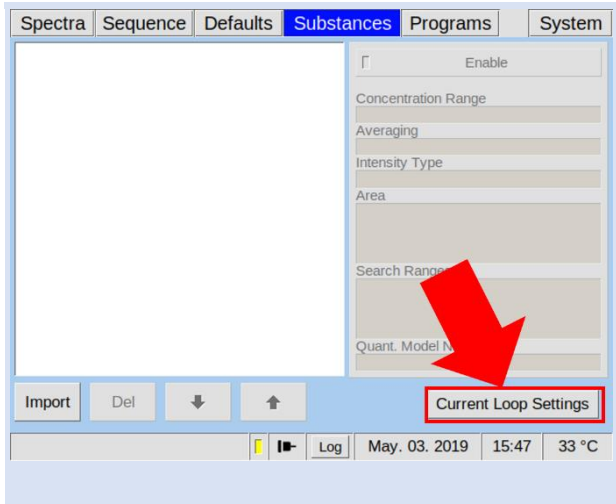 Spectra Sequence Defaults Substances Programs System
Enable
Concentration Range
Averaging
Intensity Type
Area
Search Ranges
Quant. Model
Import Del Current Loop Settings
Log May. 03. 2019 15:47 33 °C